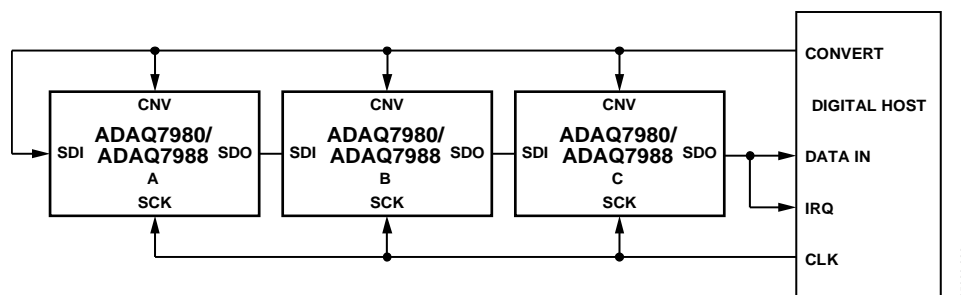 CONVERT
CNV
CNV
CNV
DIGITAL HOST
ADAQ7980/
ADAQ7988
ADAQ7980/
ADAQ7988
ADAQ7980/
ADAQ7988
SDI
SDO
SDI
SDO
SDI
SDO
DATA IN
A
B
C
SCK
SCK
SCK
IRQ
CLK